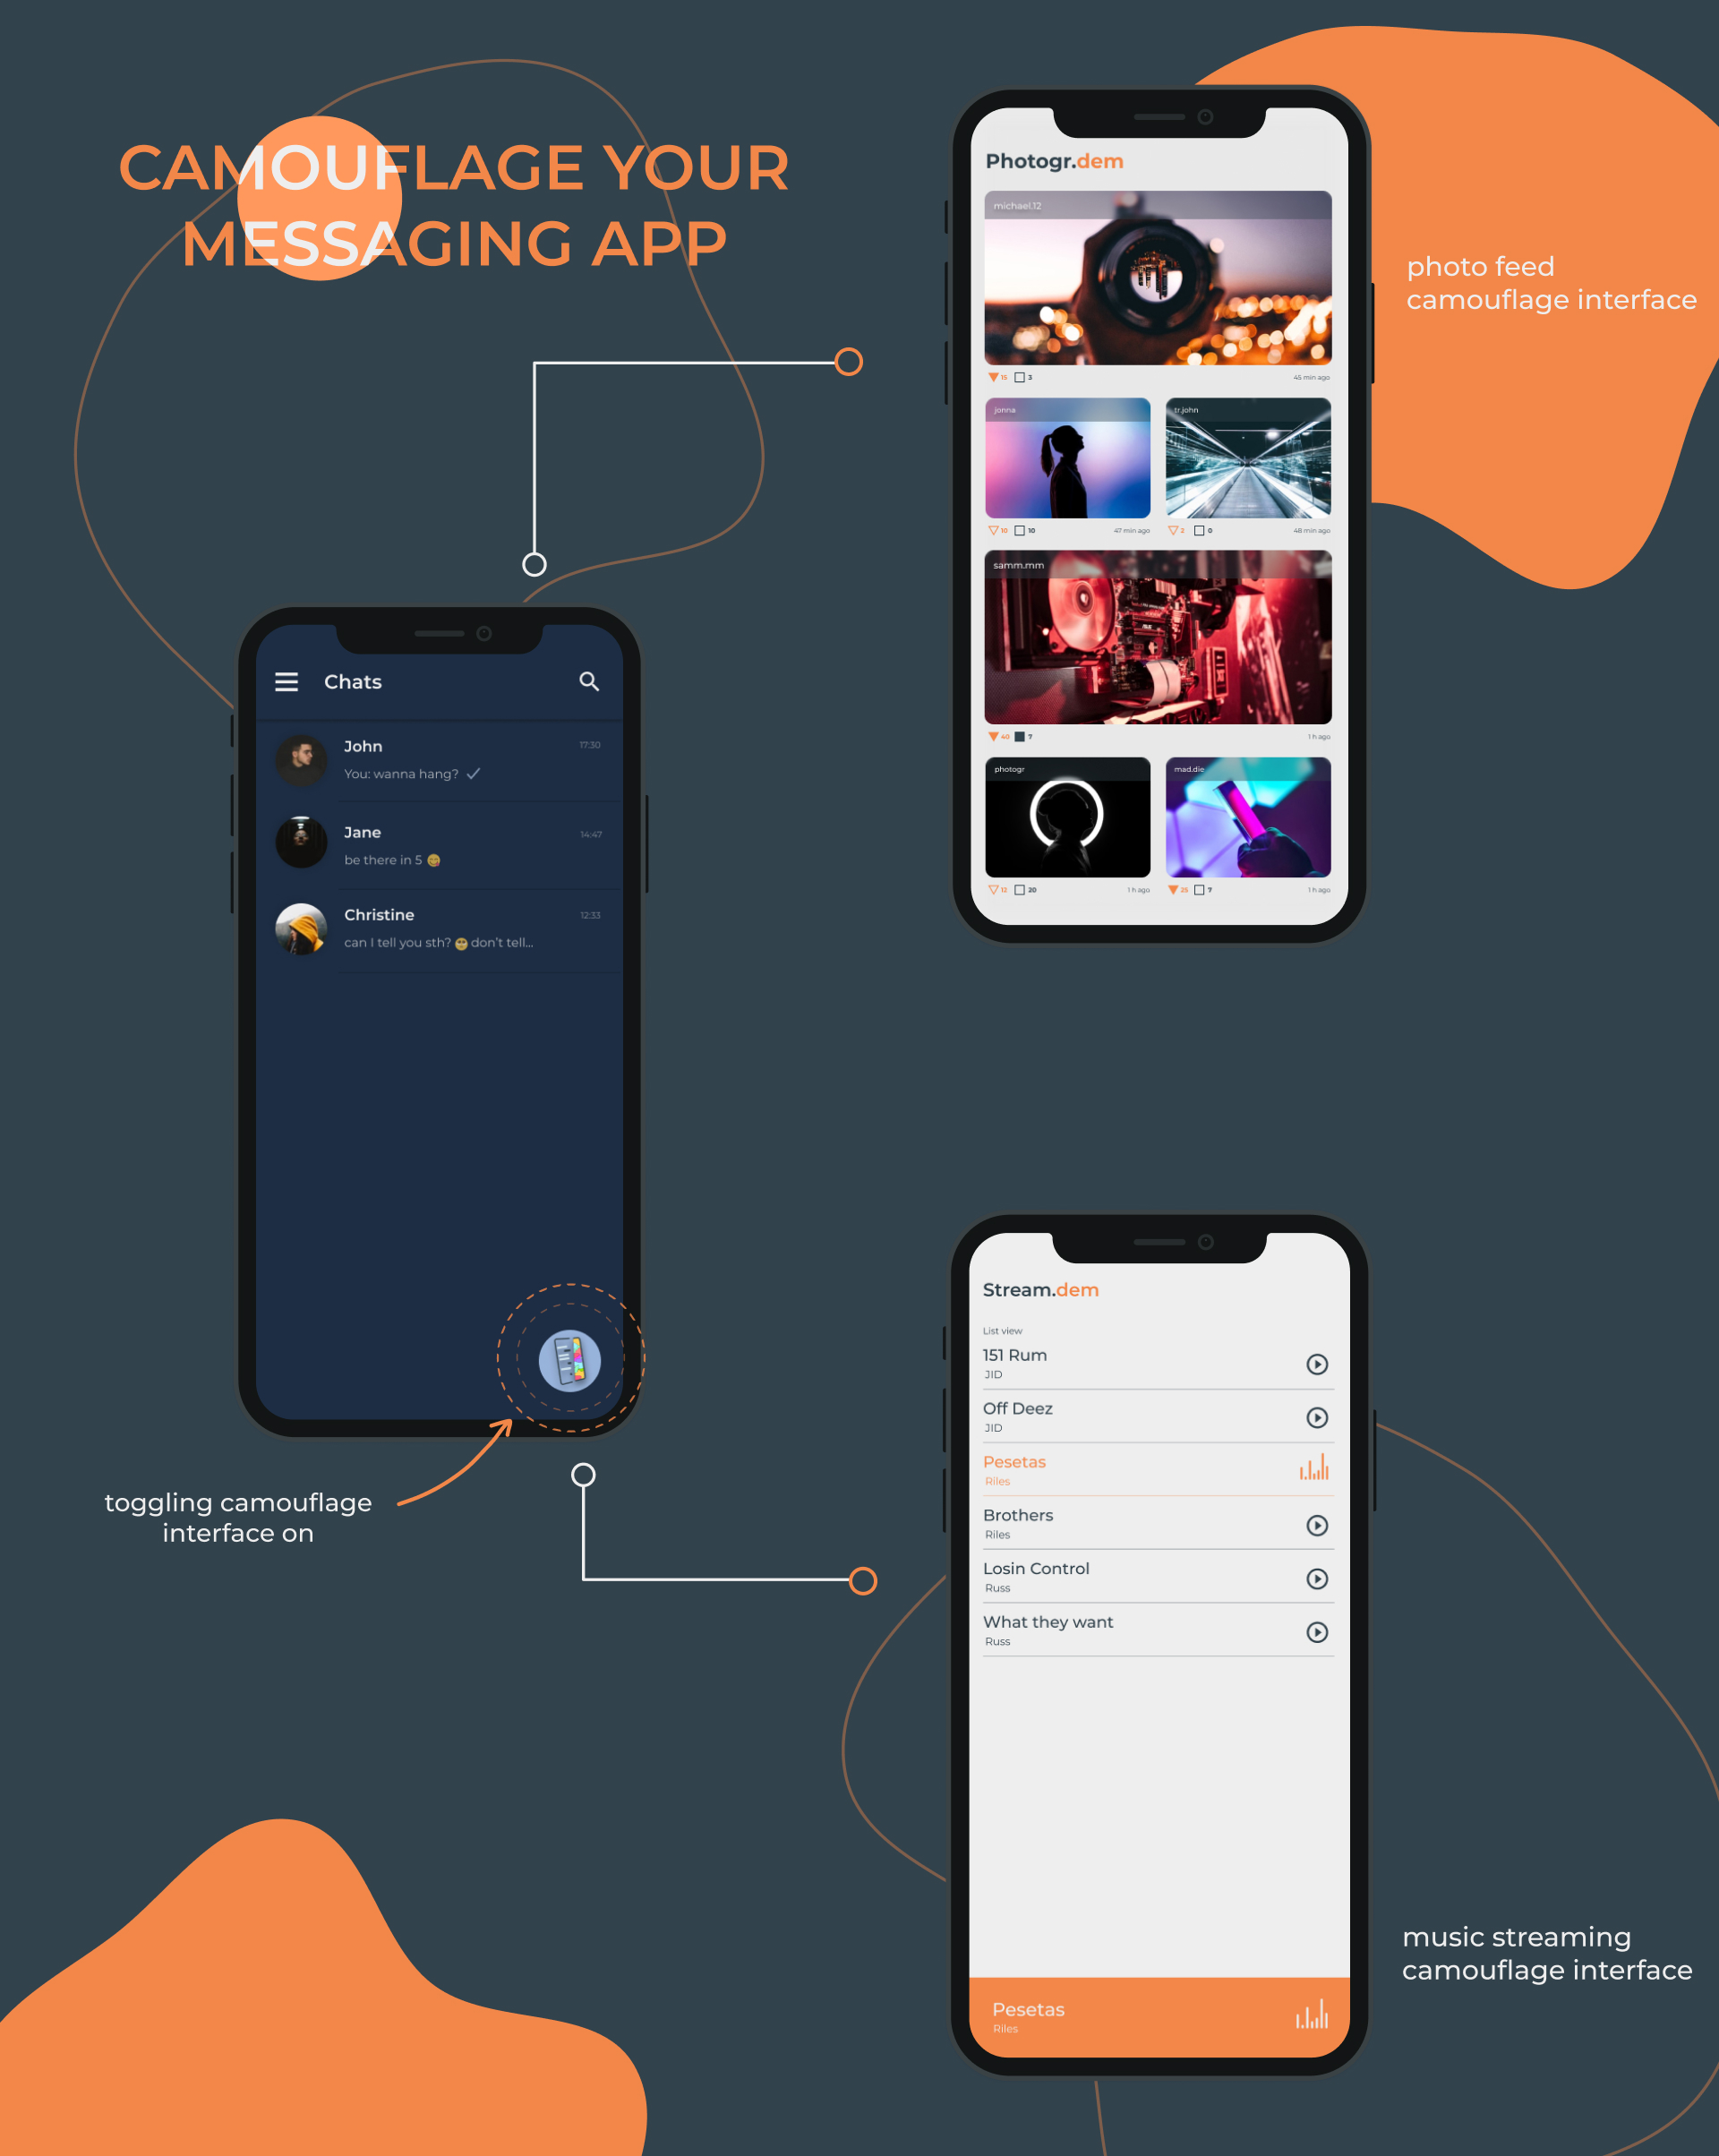 CAMOUFLAGE YOUR
MESSAGING APP
Photogr.dem
michael.12
15 3 45 min ago
jonna
tr.john
10 10 47 min ago
2 0 48 min ago
samm.mm
40 7 1 h ago
photogr
mad.die
12 20 1 h ago
25 7 1 h ago
photo feed
camouflage interface
Chats
John 17:30
You: wanna hang?
Jane 14:47
be there in 5 😋
Christine 12:33
can I tell you sth? 😳 don't tell...
toggling camouflage
interface on
Stream.dem
List view
151 Rum
JID
Off Deez
JID
Pesetas
Riles
Brothers
Riles
Losin Control
Russ
What they want
Russ
Pesetas
Riles
music streaming
camouflage interface